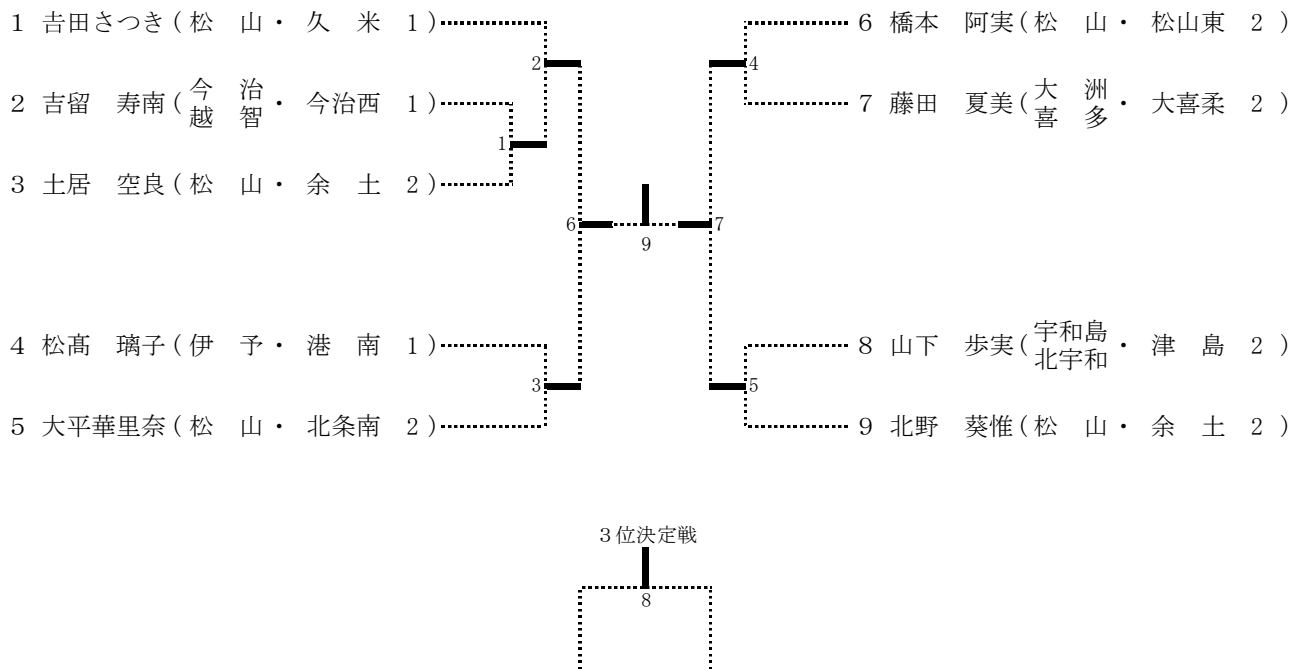 1 𠮷田さつき(松 山・久 米 1)
2 吉留 寿南(今治越智・今治西 1)
3 土居 空良(松 山・余 土 2)
4 松髙 璃子(伊 予・港 南 1)
5 大平華里奈(松 山・北条南 2)
2
1
6
3
9
6 橋本 阿実(松 山・松山東 2)
7 藤田 夏美(大洲喜多・大喜柔 2)
8 山下 歩実(宇和島北宇和・津 島 2)
9 北野 葵惟(松 山・余 土 2)
4
7
5
3位決定戦
8